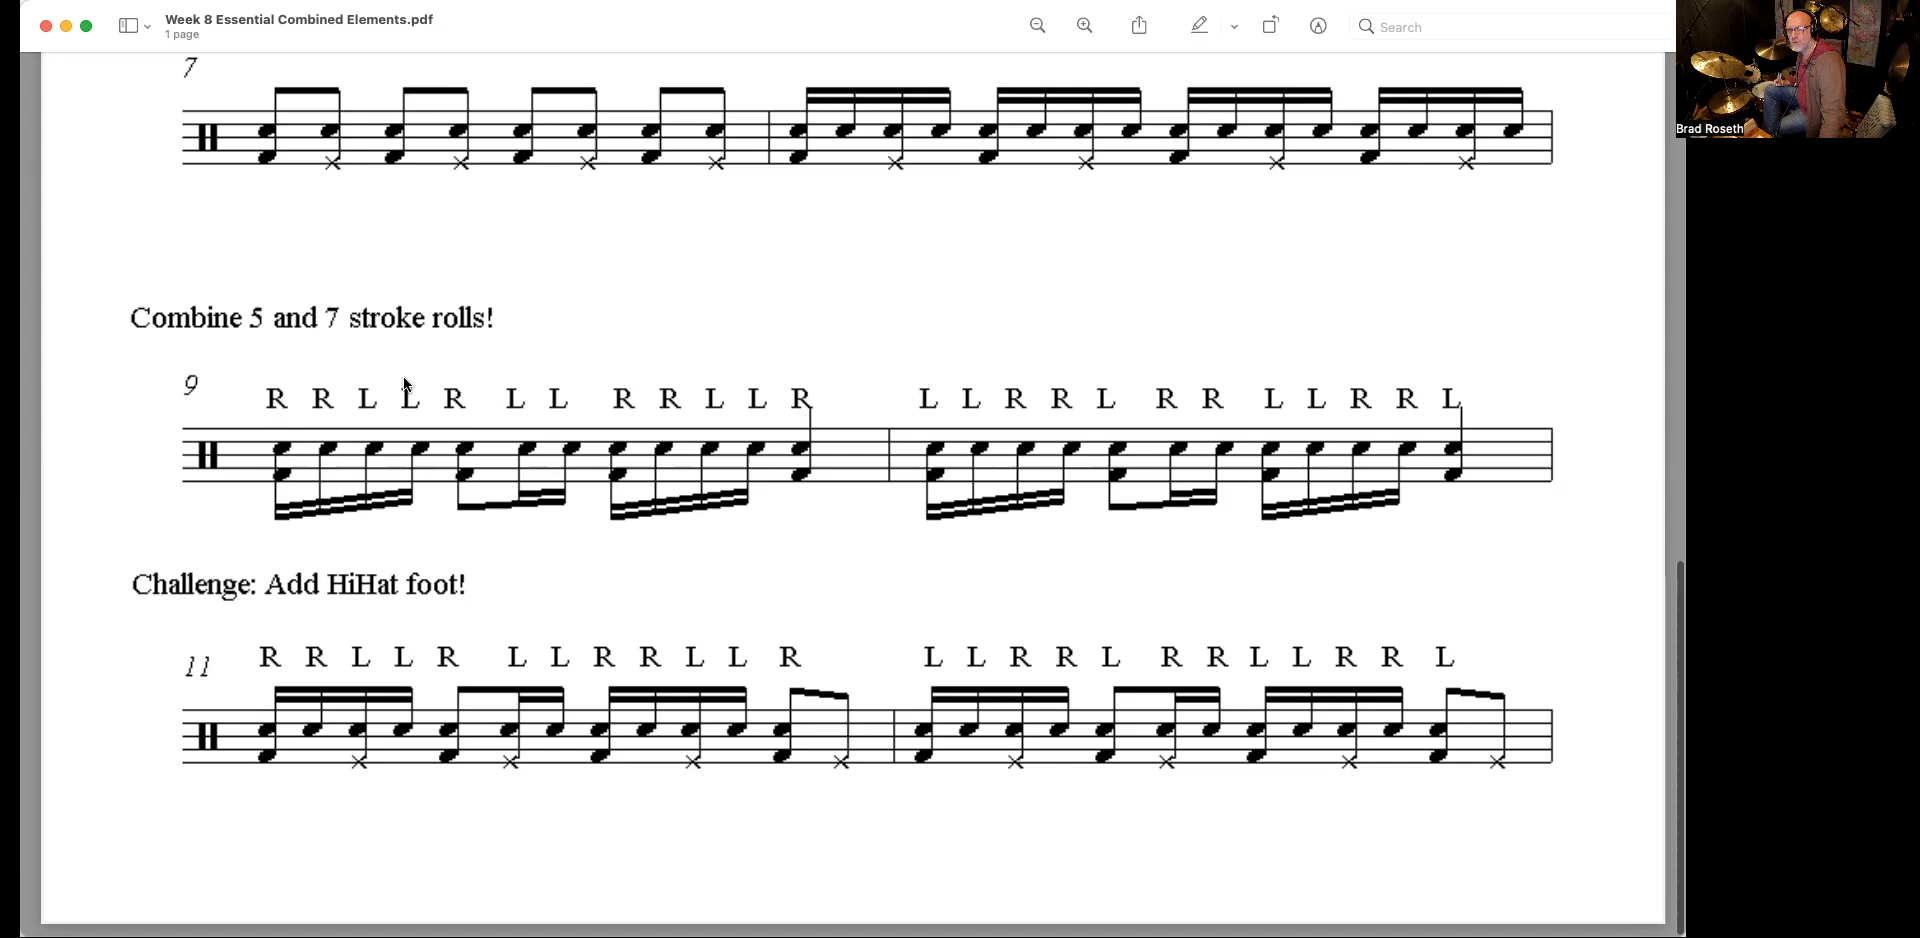 Week 8 Essential Combined Elements.pdf
1 page
Search
Brad Roseth
7
Combine 5 and 7 stroke rolls!
9
R R L L R L L R R L L R L L R R L R R L L R R L
Challenge: Add HiHat foot!
11
R R L L R L L R R L L R L L R R L R R L L R R L